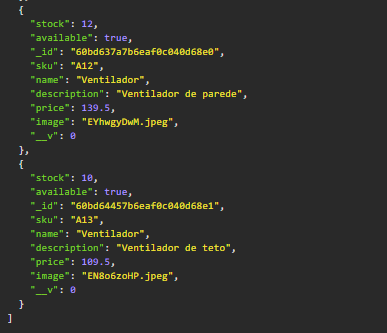 },
{
"stock": 12,
"available": true,
"_id": "60bd637a7b6eaf0c040d68e0",
"sku": "A12",
"name": "Ventilador",
"description": "Ventilador de parede",
"price": 139.5,
"image": "EYhwgyDwM.jpeg",
"__v": 0
},
{
"stock": 10,
"available": true,
"_id": "60bd64457b6eaf0c040d68e1",
"sku": "A13",
"name": "Ventilador",
"description": "Ventilador de teto",
"price": 109.5,
"image": "EN8o6zoHP.jpeg",
"__v": 0
}
]